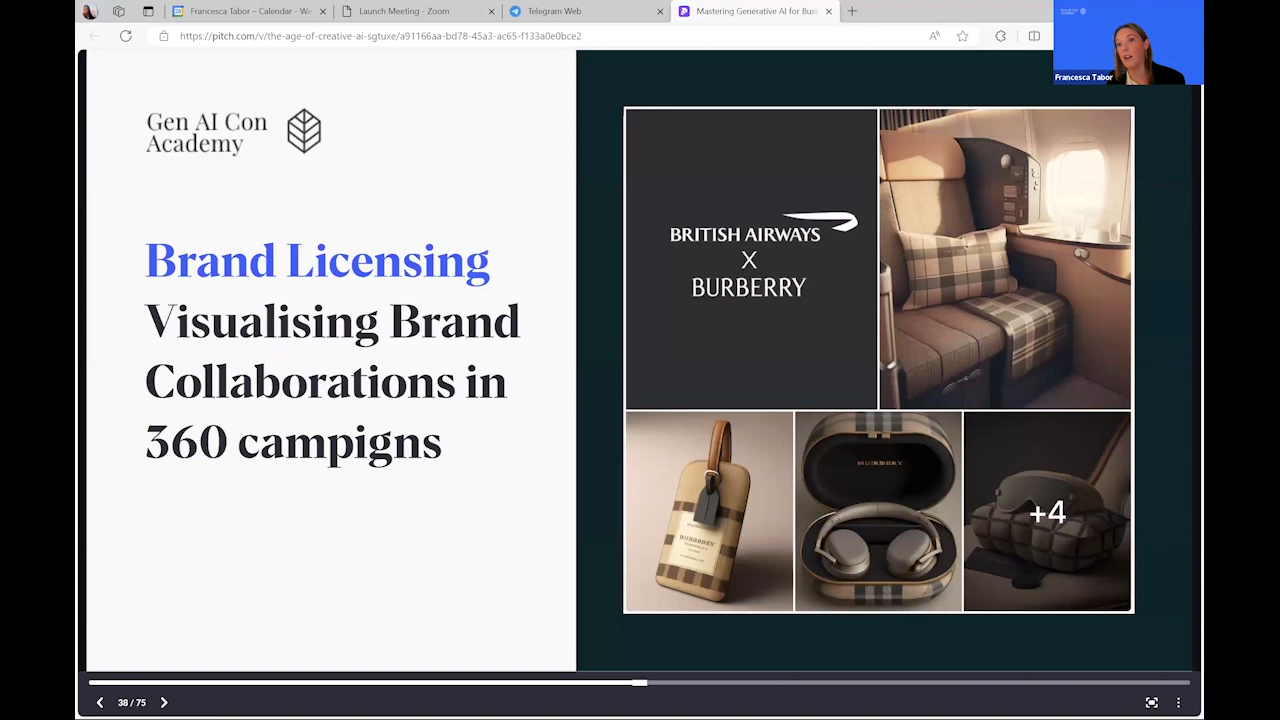 Francesca Tabor – Calendar - We
Launch Meeting - Zoom
Telegram Web
Mastering Generative AI for Busi
https://pitch.com/v/the-age-of-creative-ai-sgtuxe/a91166aa-bd78-45a3-ac65-f133a0e0bce2
Francesca Tabor
Gen AI Con
Academy
Brand Licensing
Visualising Brand
Collaborations in
360 campigns
BRITISH AIRWAYS
X
BURBERRY
+4
38 / 75